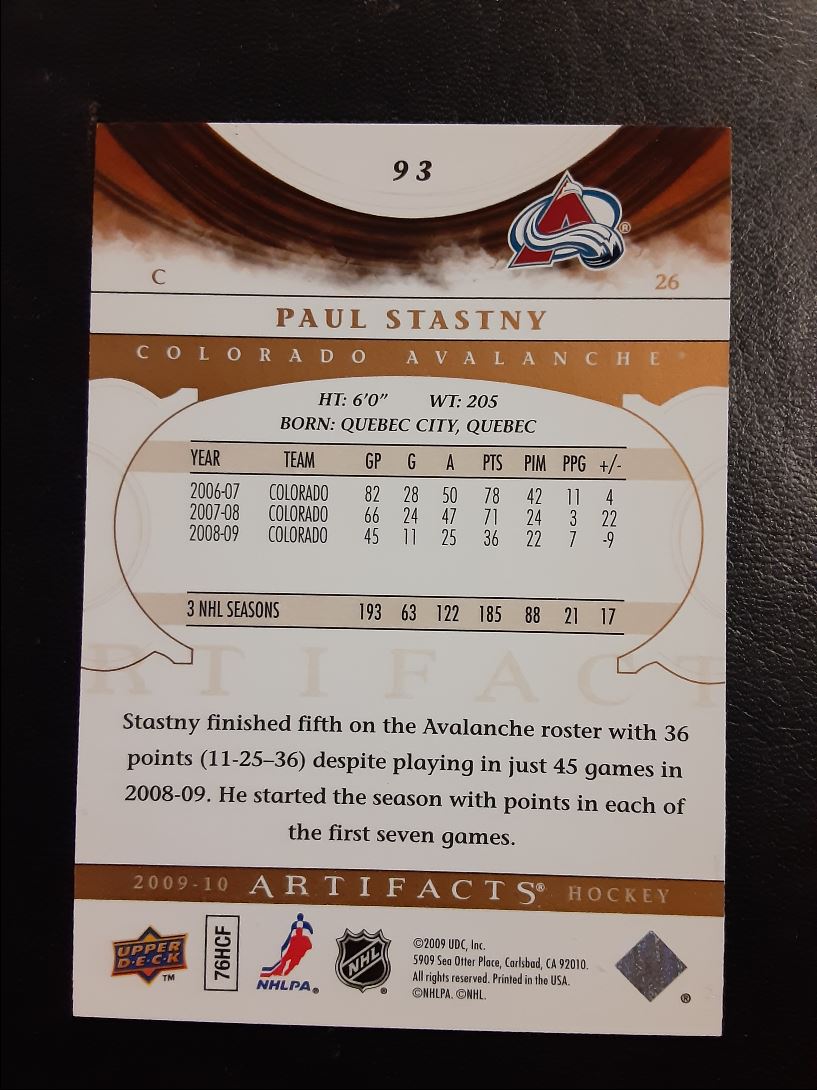 93
C 26
PAUL STASTNY
COLORADO AVALANCHE
HT: 6'0" WT: 205
BORN: QUEBEC CITY, QUEBEC
YEAR TEAM GP G A PTS PIM PPG +/-
2006-07 COLORADO 82 28 50 78 42 11 4
2007-08 COLORADO 66 24 47 71 24 3 22
2008-09 COLORADO 45 11 25 36 22 7 -9
3 NHL SEASONS 193 63 122 185 88 21 17
RTIFACT
Stastny finished fifth on the Avalanche roster with 36
points (11-25–36) despite playing in just 45 games in
2008-09. He started the season with points in each of
the first seven games.
2009-10 ARTIFACTS® HOCKEY
UPPER
DECK
TM
76HCF
NHLPA®
NHL®
©2009 UDC, Inc.
5909 Sea Otter Place, Carlsbad, CA 92010.
All rights reserved. Printed in the USA.
©NHLPA. ©NHL.
®